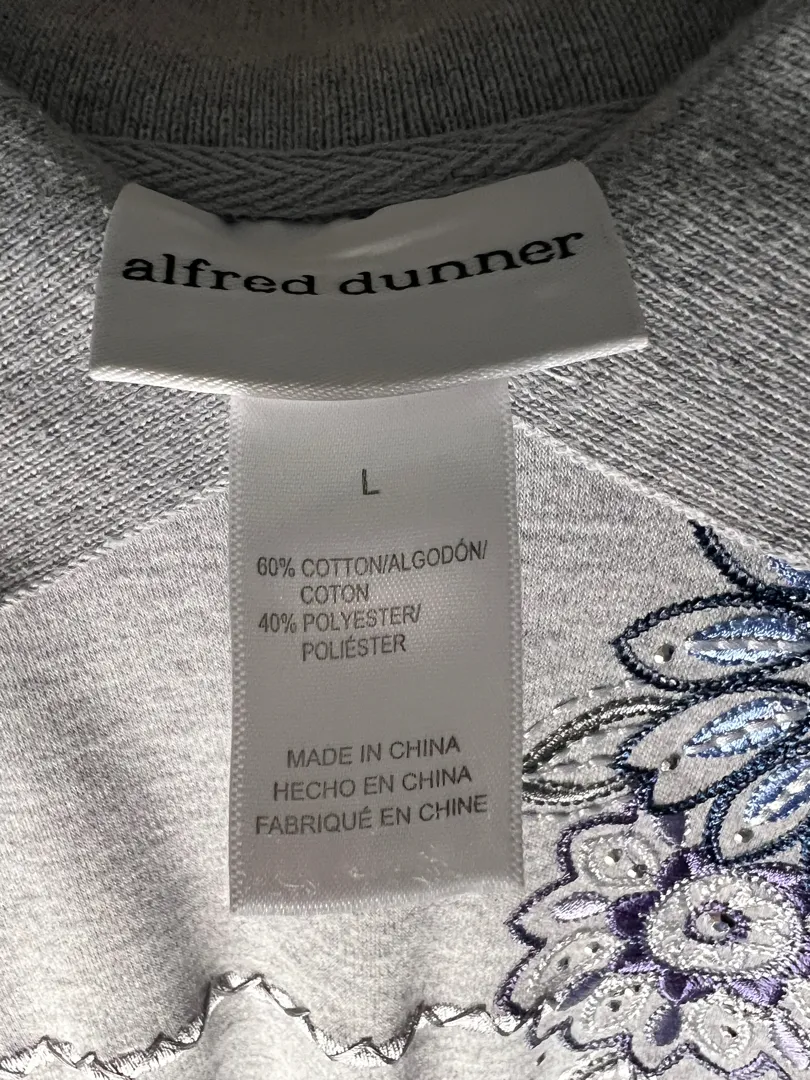 alfred dunner
L
60% COTTON/ALGODÓN/
COTON
40% POLYESTER/
POLIÉSTER
MADE IN CHINA
HECHO EN CHINA
FABRIQUÉ EN CHINE